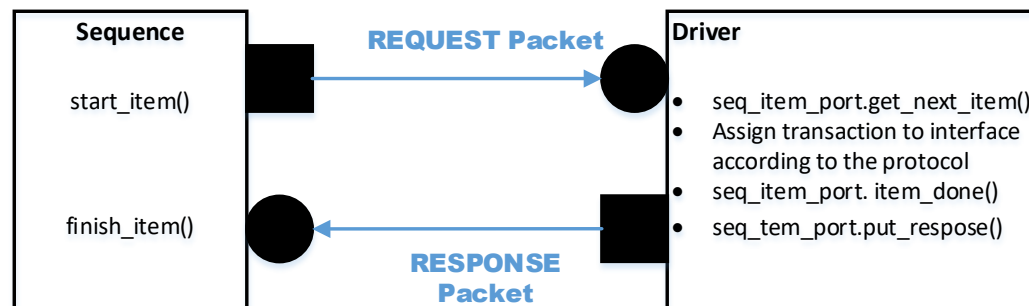 Sequence
start_item()
finish_item()
REQUEST Packet
RESPONSE
Packet
Driver
• seq_item_port.get_next_item()
• Assign transaction to interface
according to the protocol
• seq_item_port. item_done()
• seq_tem_port.put_respose()